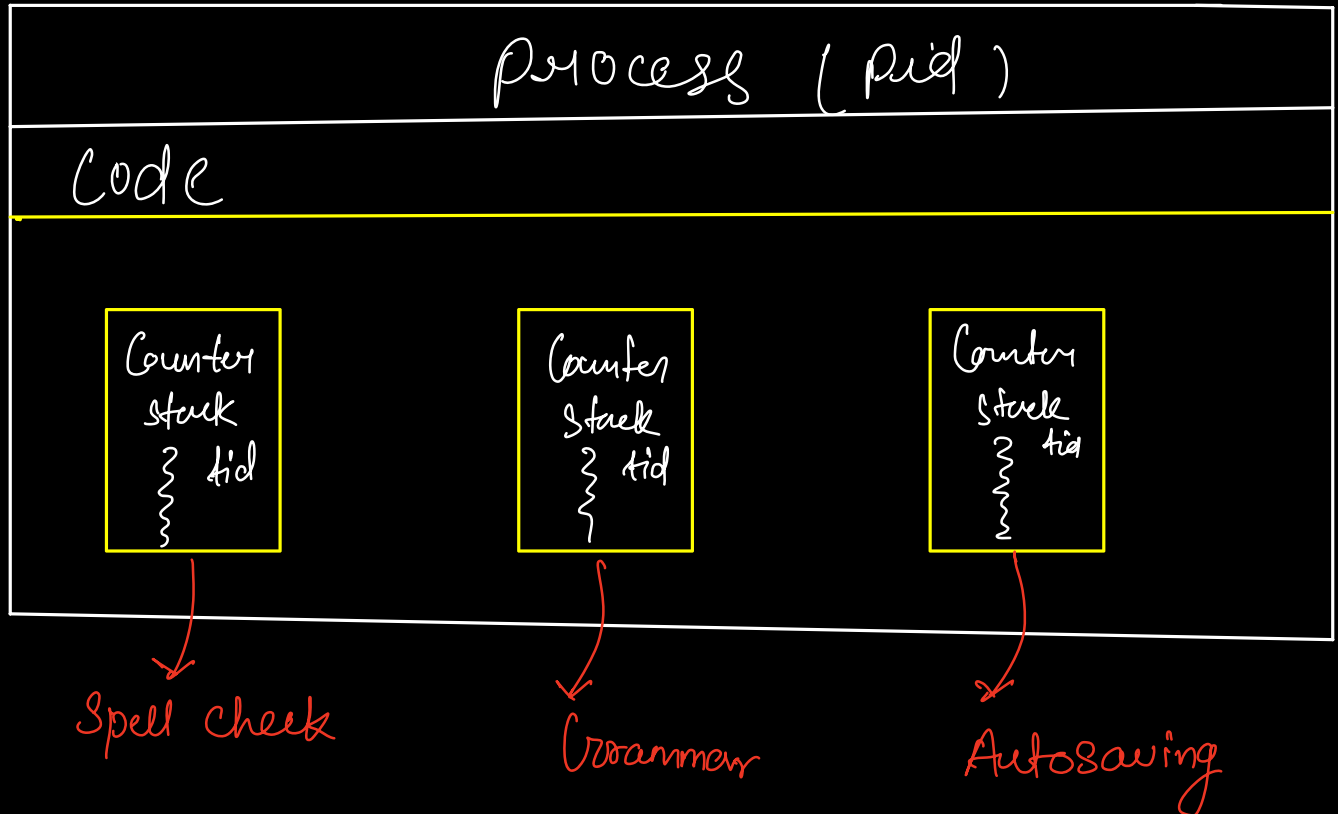 Process (pid)
Code
Counter
stack
tid
Counter
stack
tid
Counter
stack
tid
Spell check
Grammar
Autosaving